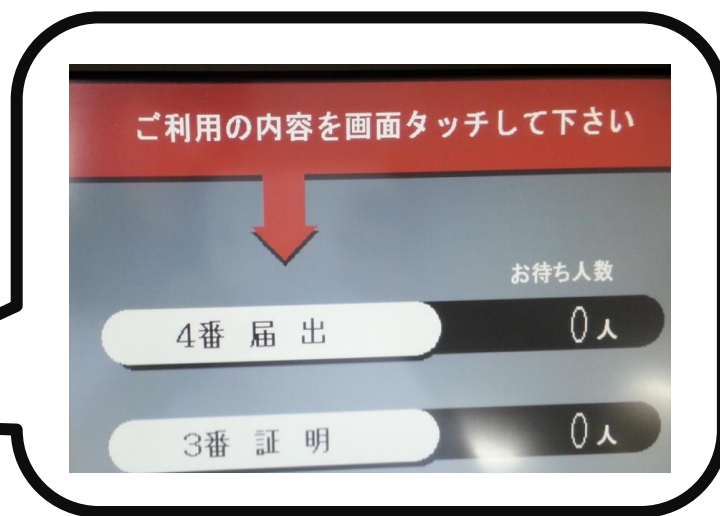 ご利用の内容を画面タッチして下さい
お待ち人数
4番 届 出 0人
3番 証 明 0人